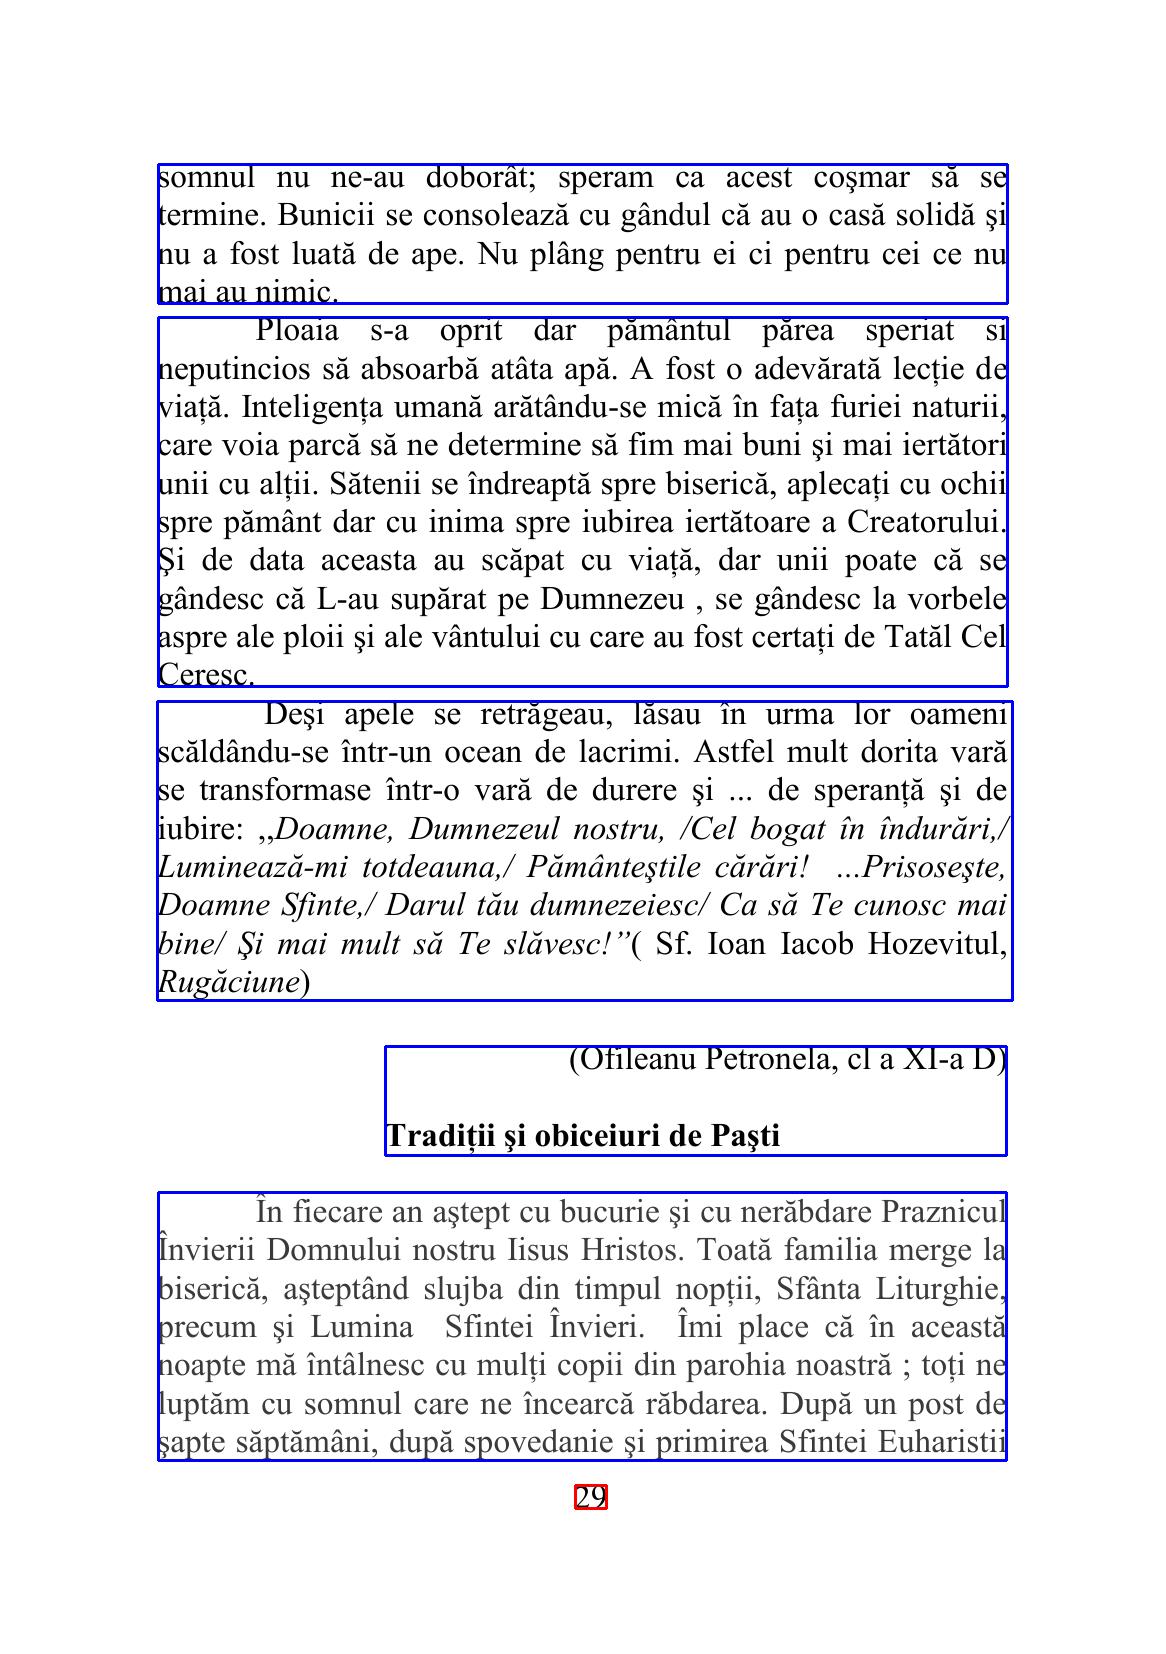 somnul nu ne-au doborât; speram ca acest coşmar să se
termine. Bunicii se consolează cu gândul că au o casă solidă şi
nu a fost luată de ape. Nu plâng pentru ei ci pentru cei ce nu
mai au nimic.
Ploaia s-a oprit dar pământul părea speriat si
neputincios să absoarbă atâta apă. A fost o adevărată lecție de
viață. Inteligența umană arătându-se mică în fața furiei naturii,
care voia parcă să ne determine să fim mai buni şi mai iertători
unii cu alții. Sătenii se îndreaptă spre biserică, aplecați cu ochii
spre pământ dar cu inima spre iubirea iertătoare a Creatorului.
Şi de data aceasta au scăpat cu viață, dar unii poate că se
gândesc că L-au supărat pe Dumnezeu , se gândesc la vorbele
aspre ale ploii şi ale vântului cu care au fost certați de Tatăl Cel
Ceresc.
Deşi apele se retrăgeau, lăsau în urma lor oameni
scăldându-se într-un ocean de lacrimi. Astfel mult dorita vară
se transformase într-o vară de durere şi ... de speranță şi de
iubire: ,,Doamne, Dumnezeul nostru, /Cel bogat în îndurări,/
Luminează-mi totdeauna,/ Pământeştile cărări! ...Prisoseşte,
Doamne Sfinte,/ Darul tău dumnezeiesc/ Ca să Te cunosc mai
bine/ Şi mai mult să Te slăvesc!”( Sf. Ioan Iacob Hozevitul,
Rugăciune)
(Ofileanu Petronela, cl a XI-a D)
Tradiții şi obiceiuri de Paşti
În fiecare an aştept cu bucurie şi cu nerăbdare Praznicul
Învierii Domnului nostru Iisus Hristos. Toată familia merge la
biserică, aşteptând slujba din timpul nopții, Sfânta Liturghie,
precum şi Lumina Sfintei Învieri. Îmi place că în această
noapte mă întâlnesc cu mulți copii din parohia noastră ; toți ne
luptăm cu somnul care ne încearcă răbdarea. După un post de
şapte săptămâni, după spovedanie şi primirea Sfintei Euharistii
29